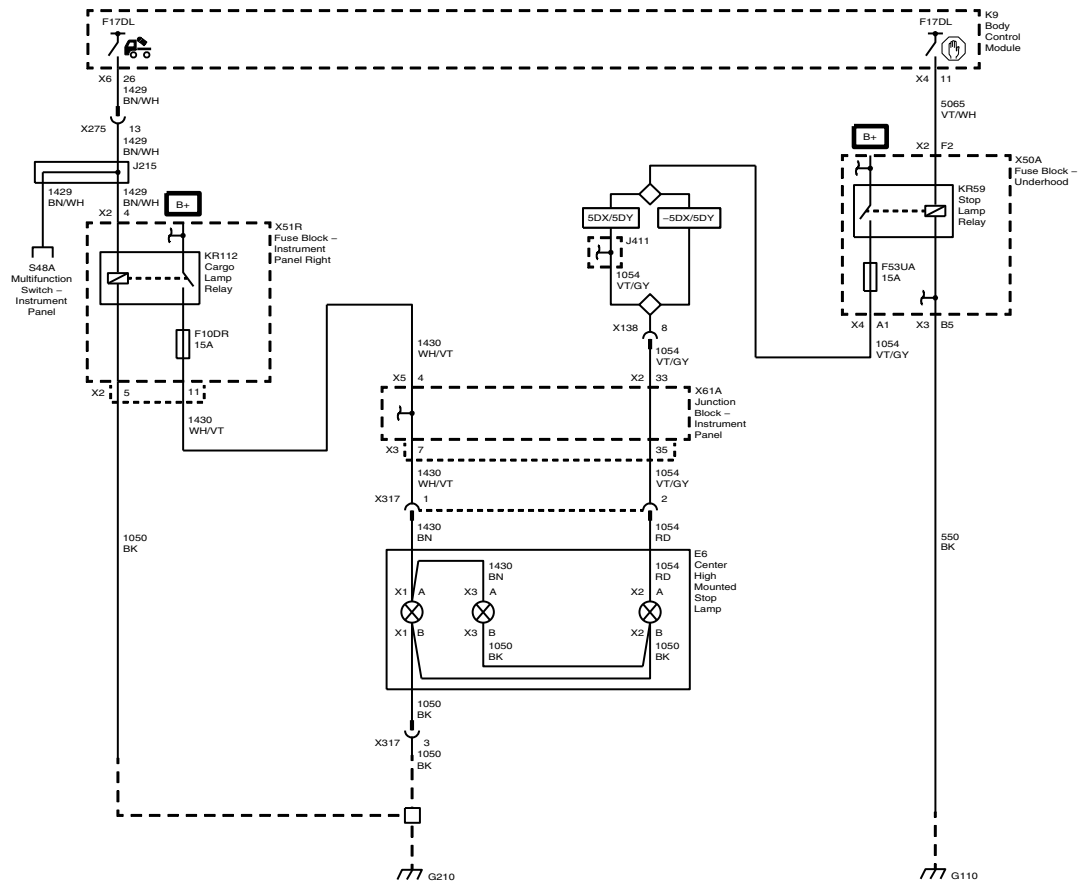 F17DL
F17DL
K9
Body
Control
Module
X6 26
1429
BN/WH
X4 11
5065
VT/WH
X275 13
1429
BN/WH
J215
1429
BN/WH
1429
BN/WH
X2 4
B+
B+
X2 F2
X50A
Fuse Block –
Underhood
KR59
Stop
Lamp
Relay
F53UA
15A
X4 A1
X3 B5
1054
VT/GY
S48A
Multifunction
Switch –
Instrument
Panel
X51R
Fuse Block –
Instrument
Panel Right
KR112
Cargo
Lamp
Relay
F10DR
15A
X2 5 11
1430
WH/VT
5DX/5DY
–5DX/5DY
J411
1054
VT/GY
X138 8
1430
WH/VT
1054
VT/GY
X5 4
X2 33
X61A
Junction
Block –
Instrument
Panel
X3 7 35
1430
WH/VT
1054
VT/GY
X317 1 2
1430
BN
1054
RD
1050
BK
550
BK
E6
Center
High
Mounted
Stop
Lamp
1430
BN
1054
RD
X1 A
X3 A
X2 A
X1 B
X3 B
X2 B
1050
BK
1050
BK
1050
BK
X317 3
1050
BK
G210
G110